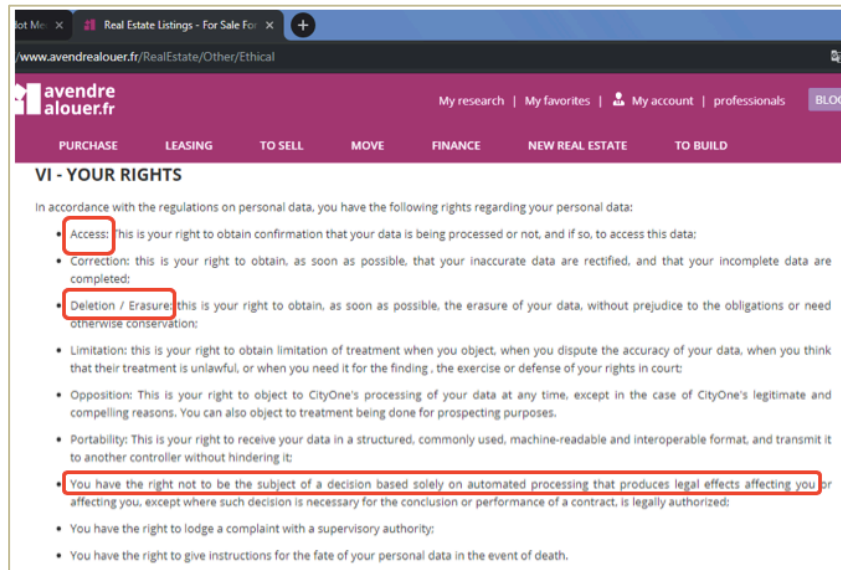 Real Estate Listings - For Sale For
www.avendrealouer.fr/RealEstate/Other/Ethical
avendre
alouer.fr
My research | My favorites | My account | professionals
BLOG
PURCHASE LEASING TO SELL MOVE FINANCE NEW REAL ESTATE TO BUILD
VI - YOUR RIGHTS
In accordance with the regulations on personal data, you have the following rights regarding your personal data:
• Access: This is your right to obtain confirmation that your data is being processed or not, and if so, to access this data;
• Correction: this is your right to obtain, as soon as possible, that your inaccurate data are rectified, and that your incomplete data are
completed;
• Deletion / Erasure: this is your right to obtain, as soon as possible, the erasure of your data, without prejudice to the obligations or need
otherwise conservation;
• Limitation: this is your right to obtain limitation of treatment when you object, when you dispute the accuracy of your data, when you think
that their treatment is unlawful, or when you need it for the finding , the exercise or defense of your rights in court;
• Opposition: This is your right to object to CityOne's processing of your data at any time, except in the case of CityOne's legitimate and
compelling reasons. You can also object to treatment being done for prospecting purposes.
• Portability: This is your right to receive your data in a structured, commonly used, machine-readable and interoperable format, and transmit it
to another controller without hindering it;
• You have the right not to be the subject of a decision based solely on automated processing that produces legal effects affecting you or
affecting you, except where such decision is necessary for the conclusion or performance of a contract, is legally authorized;
• You have the right to lodge a complaint with a supervisory authority;
• You have the right to give instructions for the fate of your personal data in the event of death.